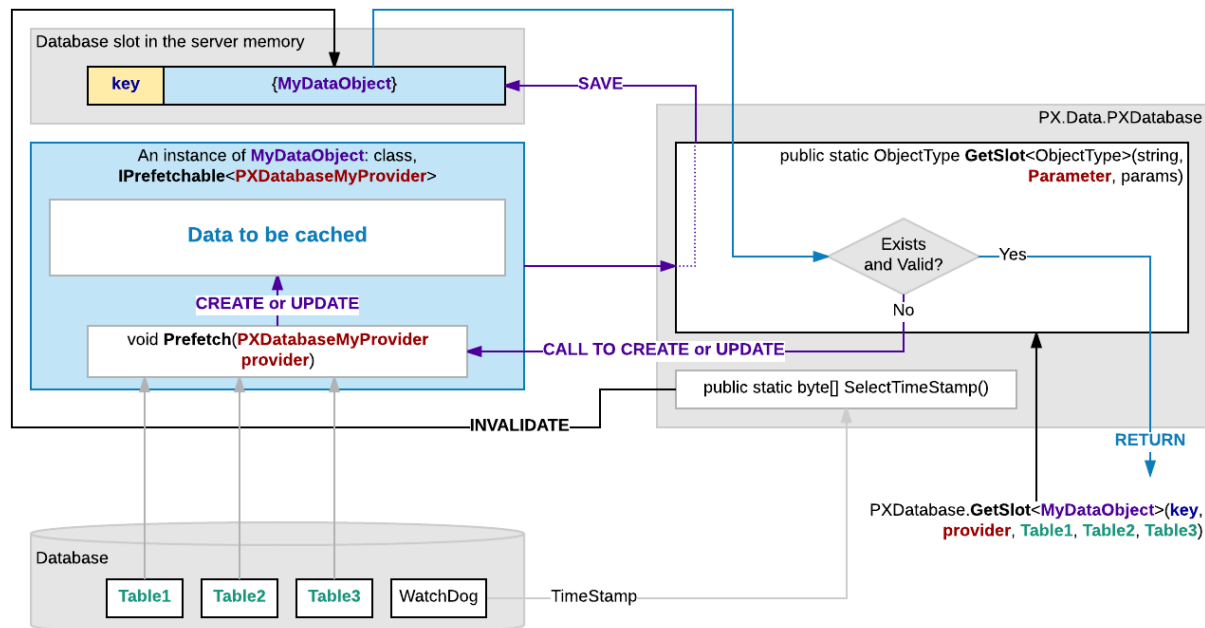 Database slot in the server memory
key
{MyDataObject}
SAVE
PX.Data.PXDatabase
An instance of MyDataObject: class,
IPrefetchable<PXDatabaseMyProvider>
public static ObjectType GetSlot<ObjectType>(string,
Parameter, params)
Data to be cached
Exists
and Valid?
Yes
No
CREATE or UPDATE
void Prefetch(PXDatabaseMyProvider
provider)
CALL TO CREATE or UPDATE
public static byte[] SelectTimeStamp()
INVALIDATE
RETURN
PXDatabase.GetSlot<MyDataObject>(key,
provider, Table1, Table2, Table3)
Database
Table1
Table2
Table3
WatchDog
TimeStamp